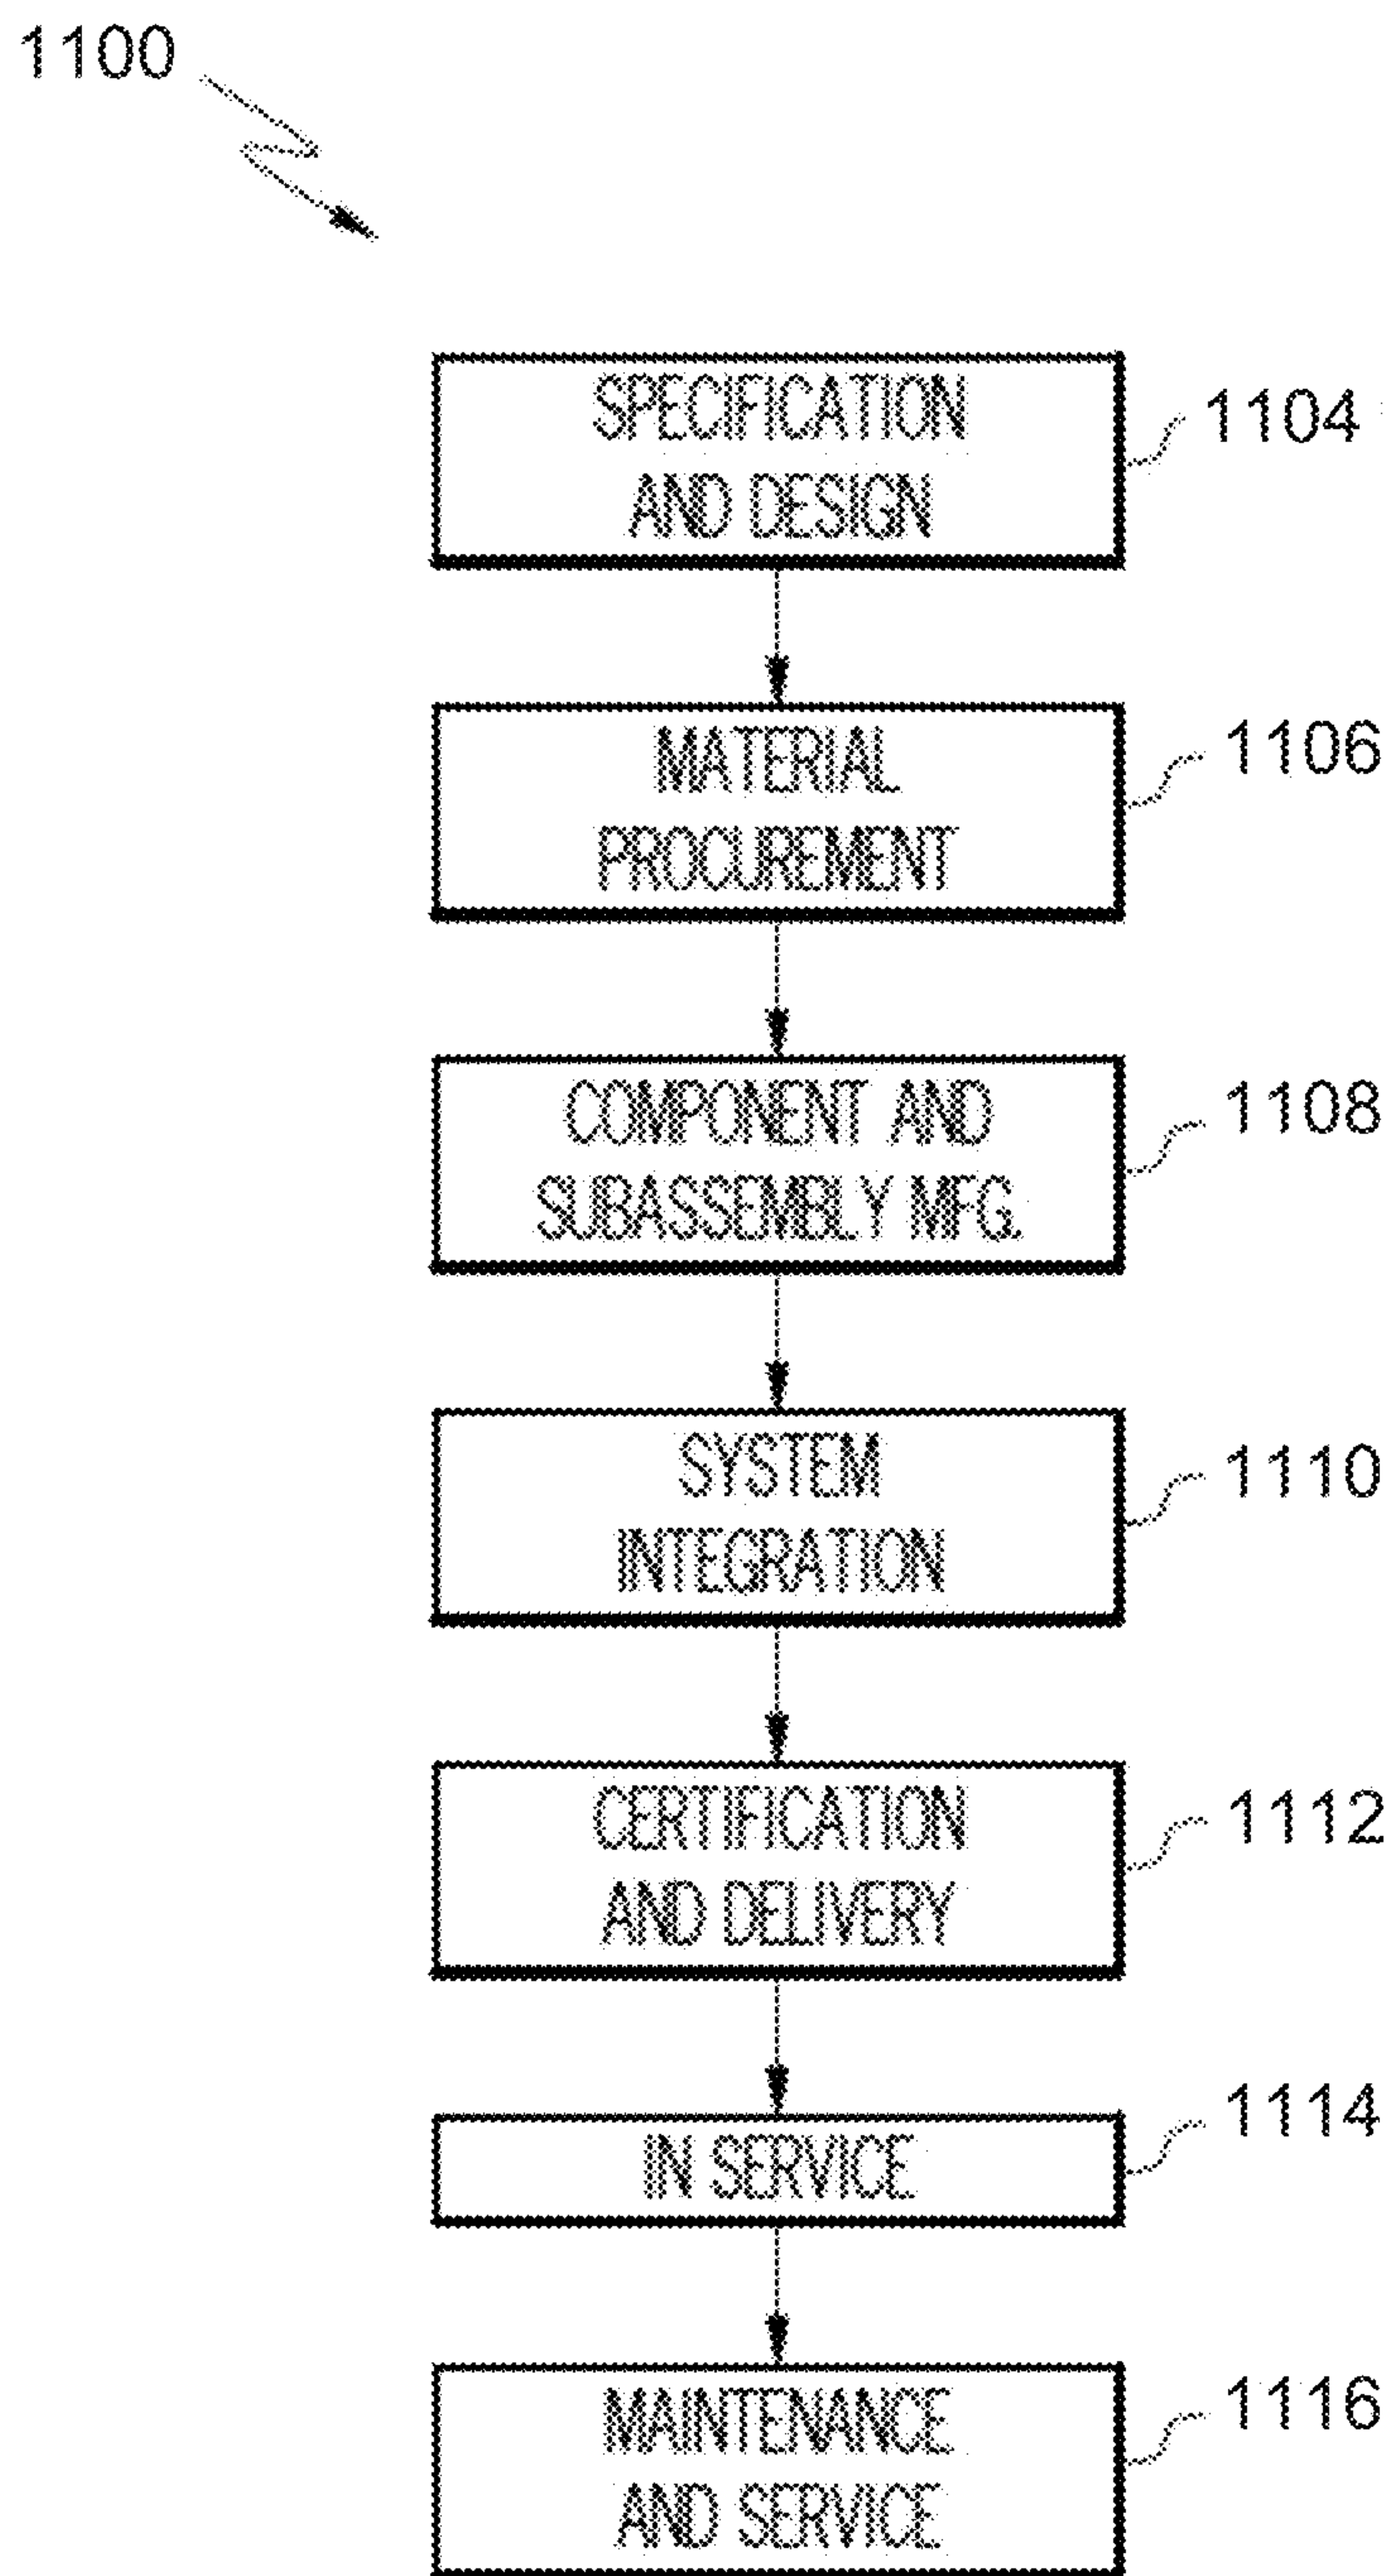 1100
SPECIFICATION
AND DESIGN
1104
MATERIAL
PROCUREMENT
1106
COMPONENT AND
SUBASSEMBLY MFG.
1108
SYSTEM
INTEGRATION
1110
CERTIFICATION
AND DELIVERY
1112
IN SERVICE
1114
MAINTENANCE
AND SERVICE
1116